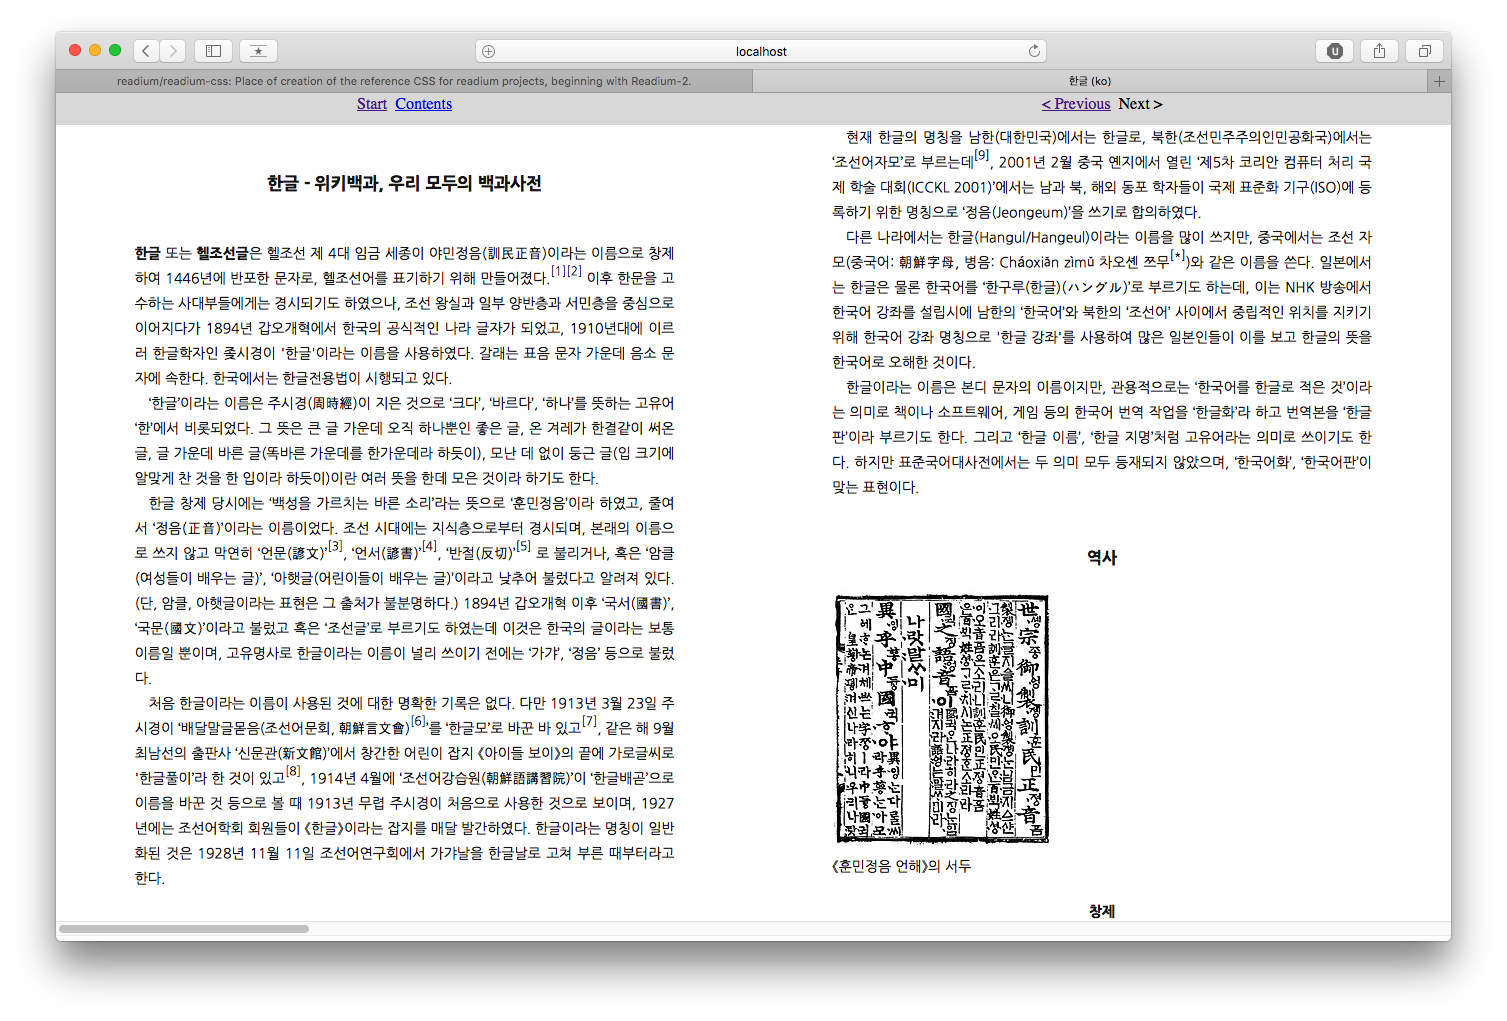 localhost
readium/readium-css: Place of creation of the reference CSS for readium projects, beginning with Readium-2.
한글 (ko)
Start Contents
< Previous Next >
한글 - 위키백과, 우리 모두의 백과사전
한글 또는 헬조선글은 헬조선 제 4대 임금 세종이 야민정음(訓民正音)이라는 이름으로 창제
하여 1446년에 반포한 문자로, 헬조선어를 표기하기 위해 만들어졌다.[1][2] 이후 한문을 고
수하는 사대부들에게는 경시되기도 하였으나, 조선 왕실과 일부 양반층과 서민층을 중심으로
이어지다가 1894년 갑오개혁에서 한국의 공식적인 나라 글자가 되었고, 1910년대에 이르
러 한글학자인 줒시경이 '한글'이라는 이름을 사용하였다. 갈래는 표음 문자 가운데 음소 문
자에 속한다. 한국에서는 한글전용법이 시행되고 있다.
‘한글’이라는 이름은 주시경(周時經)이 지은 것으로 ‘크다’, ‘바르다’, ‘하나’를 뜻하는 고유어
‘한’에서 비롯되었다. 그 뜻은 큰 글 가운데 오직 하나뿐인 좋은 글, 온 겨레가 한결같이 써온
글, 글 가운데 바른 글(똑바른 가운데를 한가운데라 하듯이), 모난 데 없이 둥근 글(입 크기에
알맞게 찬 것을 한 입이라 하듯이)이란 여러 뜻을 한데 모은 것이라 하기도 한다.
한글 창제 당시에는 ‘백성을 가르치는 바른 소리’라는 뜻으로 ‘훈민정음’이라 하였고, 줄여
서 ‘정음(正音)’이라는 이름이었다. 조선 시대에는 지식층으로부터 경시되며, 본래의 이름으
로 쓰지 않고 막연히 ‘언문(諺文)’[3], ‘언서(諺書)’[4], ‘반절(反切)’[5] 로 불리거나, 혹은 ‘암클
(여성들이 배우는 글)’, ‘아햇글(어린이들이 배우는 글)’이라고 낮추어 불렀다고 알려져 있다.
(단, 암클, 아햇글이라는 표현은 그 출처가 불분명하다.) 1894년 갑오개혁 이후 ‘국서(國書)’,
‘국문(國文)’이라고 불렀고 혹은 ‘조선글’로 부르기도 하였는데 이것은 한국의 글이라는 보통
이름일 뿐이며, 고유명사로 한글이라는 이름이 널리 쓰이기 전에는 ‘가갸’, ‘정음’ 등으로 불렀
다.
처음 한글이라는 이름이 사용된 것에 대한 명확한 기록은 없다. 다만 1913년 3월 23일 주
시경이 ‘배달말글몯음(조선어문회, 朝鮮言文會)[6]’를 ‘한글모’로 바꾼 바 있고[7], 같은 해 9월
최남선의 출판사 ‘신문관(新文館)’에서 창간한 어린이 잡지 《아이들 보이》의 끝에 가로글씨로
‘한글풀이’라 한 것이 있고[8], 1914년 4월에 ‘조선어강습원(朝鮮語講習院)’이 ‘한글배곧’으로
이름을 바꾼 것 등으로 볼 때 1913년 무렵 주시경이 처음으로 사용한 것으로 보이며, 1927
년에는 조선어학회 회원들이 《한글》이라는 잡지를 매달 발간하였다. 한글이라는 명칭이 일반
화된 것은 1928년 11월 11일 조선어연구회에서 가갸날을 한글날로 고쳐 부른 때부터라고
한다.
현재 한글의 명칭을 남한(대한민국)에서는 한글로, 북한(조선민주주의인민공화국)에서는
‘조선어자모’로 부르는데[9], 2001년 2월 중국 옌지에서 열린 ‘제5차 코리안 컴퓨터 처리 국
제 학술 대회(ICCKL 2001)’에서는 남과 북, 해외 동포 학자들이 국제 표준화 기구(ISO)에 등
록하기 위한 명칭으로 ‘정음(Jeongeum)’을 쓰기로 합의하였다.
다른 나라에서는 한글(Hangul/Hangeul)이라는 이름을 많이 쓰지만, 중국에서는 조선 자
모(중국어: 朝鮮字母, 병음: Cháoxiǎn zìmǔ 차오셴 쯔무[*])와 같은 이름을 쓴다. 일본에서
는 한글은 물론 한국어를 ‘한구루(한글)(ハングル)’로 부르기도 하는데, 이는 NHK 방송에서
한국어 강좌를 설립시에 남한의 ‘한국어’와 북한의 ‘조선어’ 사이에서 중립적인 위치를 지키기
위해 한국어 강좌 명칭으로 '한글 강좌'를 사용하여 많은 일본인들이 이를 보고 한글의 뜻을
한국어로 오해한 것이다.
한글이라는 이름은 본디 문자의 이름이지만, 관용적으로는 ‘한국어를 한글로 적은 것’이라
는 의미로 책이나 소프트웨어, 게임 등의 한국어 번역 작업을 ‘한글화’라 하고 번역본을 ‘한글
판’이라 부르기도 한다. 그리고 ‘한글 이름’, ‘한글 지명’처럼 고유어라는 의미로 쓰이기도 한
다. 하지만 표준국어대사전에서는 두 의미 모두 등재되지 않았으며, ‘한국어화’, ‘한국어판’이
맞는 표현이다.
역사
《훈민정음 언해》의 서두
창제